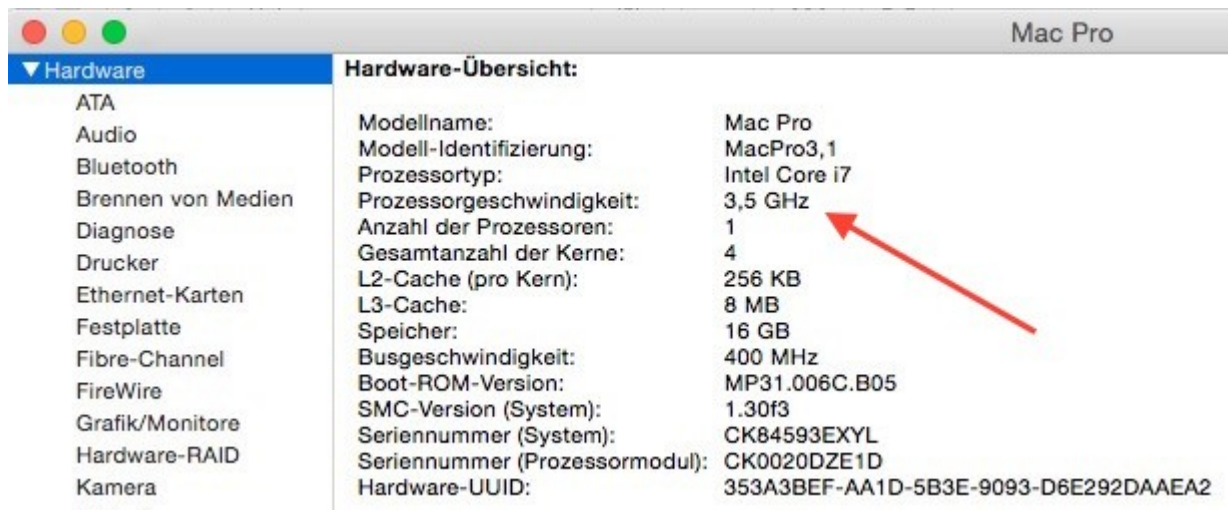 Mac Pro
Hardware
ATA
Audio
Bluetooth
Brennen von Medien
Diagnose
Drucker
Ethernet-Karten
Festplatte
Fibre-Channel
FireWire
Grafik/Monitore
Hardware-RAID
Kamera
Hardware-Übersicht:
Modellname: Mac Pro
Modell-Identifizierung: MacPro3,1
Prozessortyp: Intel Core i7
Prozessorgeschwindigkeit: 3,5 GHz
Anzahl der Prozessoren: 1
Gesamtanzahl der Kerne: 4
L2-Cache (pro Kern): 256 KB
L3-Cache: 8 MB
Speicher: 16 GB
Busgeschwindigkeit: 400 MHz
Boot-ROM-Version: MP31.006C.B05
SMC-Version (System): 1.30f3
Seriennummer (System): CK84593EXYL
Seriennummer (Prozessormodul): CK0020DZE1D
Hardware-UUID: 353A3BEF-AA1D-5B3E-9093-D6E292DAAEA2